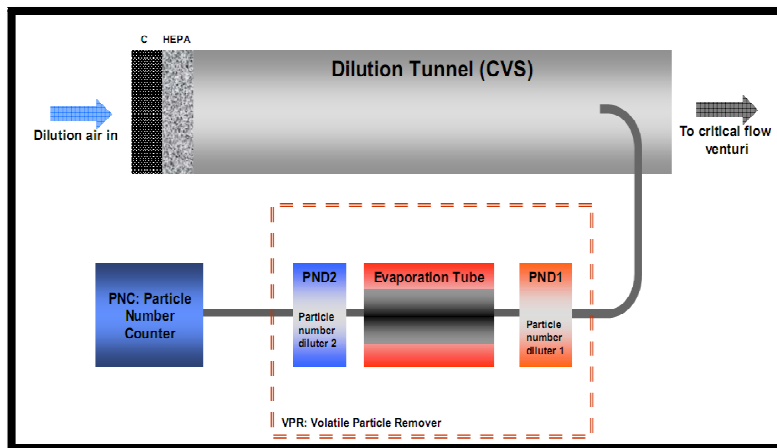 C HEPA
Dilution Tunnel (CVS)
Dilution air in
To critical flow
venturi
PNC: Particle
Number
Counter
PND2
Particle
number
diluter 2
Evaporation Tube
PND1
Particle
number
diluter 1
VPR: Volatile Particle Remover